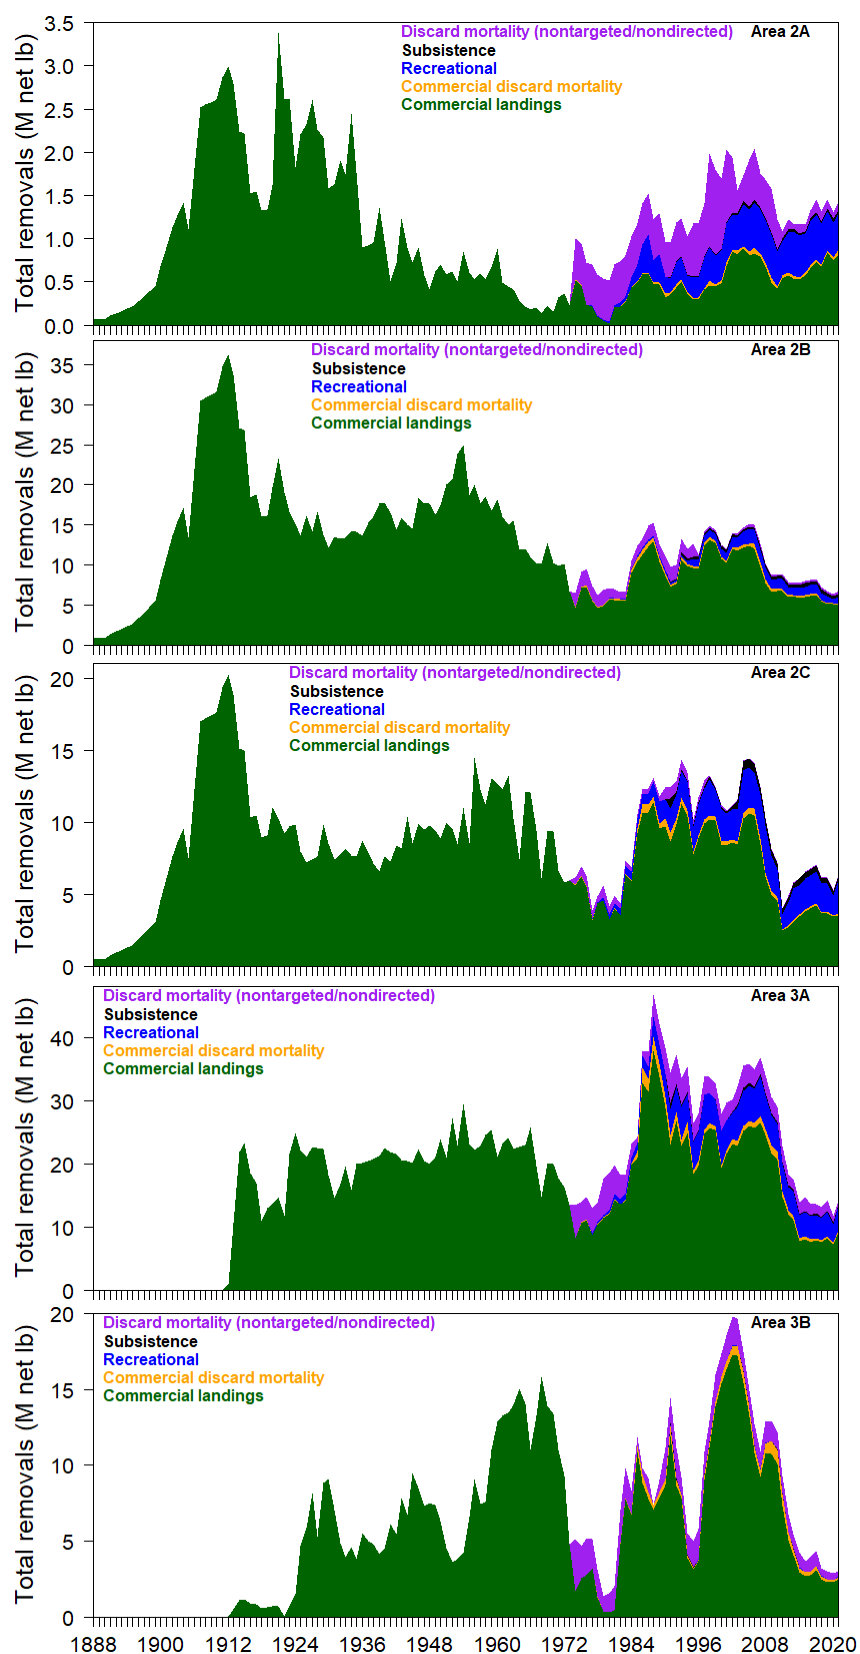 Total removals (M net lb)
3.5
3.0
2.5
2.0
1.5
1.0
0.5
0.0
Discard mortality (nontargeted/nondirected) Area 2A
Subsistence
Recreational
Commercial discard mortality
Commercial landings
Total removals (M net lb)
35
30
25
20
15
10
5
0
Discard mortality (nontargeted/nondirected) Area 2B
Subsistence
Recreational
Commercial discard mortality
Commercial landings
Total removals (M net lb)
20
15
10
5
0
Discard mortality (nontargeted/nondirected) Area 2C
Subsistence
Recreational
Commercial discard mortality
Commercial landings
Total removals (M net lb)
40
30
20
10
0
Discard mortality (nontargeted/nondirected) Area 3A
Subsistence
Recreational
Commercial discard mortality
Commercial landings
Total removals (M net lb)
20
15
10
5
0
Discard mortality (nontargeted/nondirected) Area 3B
Subsistence
Recreational
Commercial discard mortality
Commercial landings
1888 1900 1912 1924 1936 1948 1960 1972 1984 1996 2008 2020